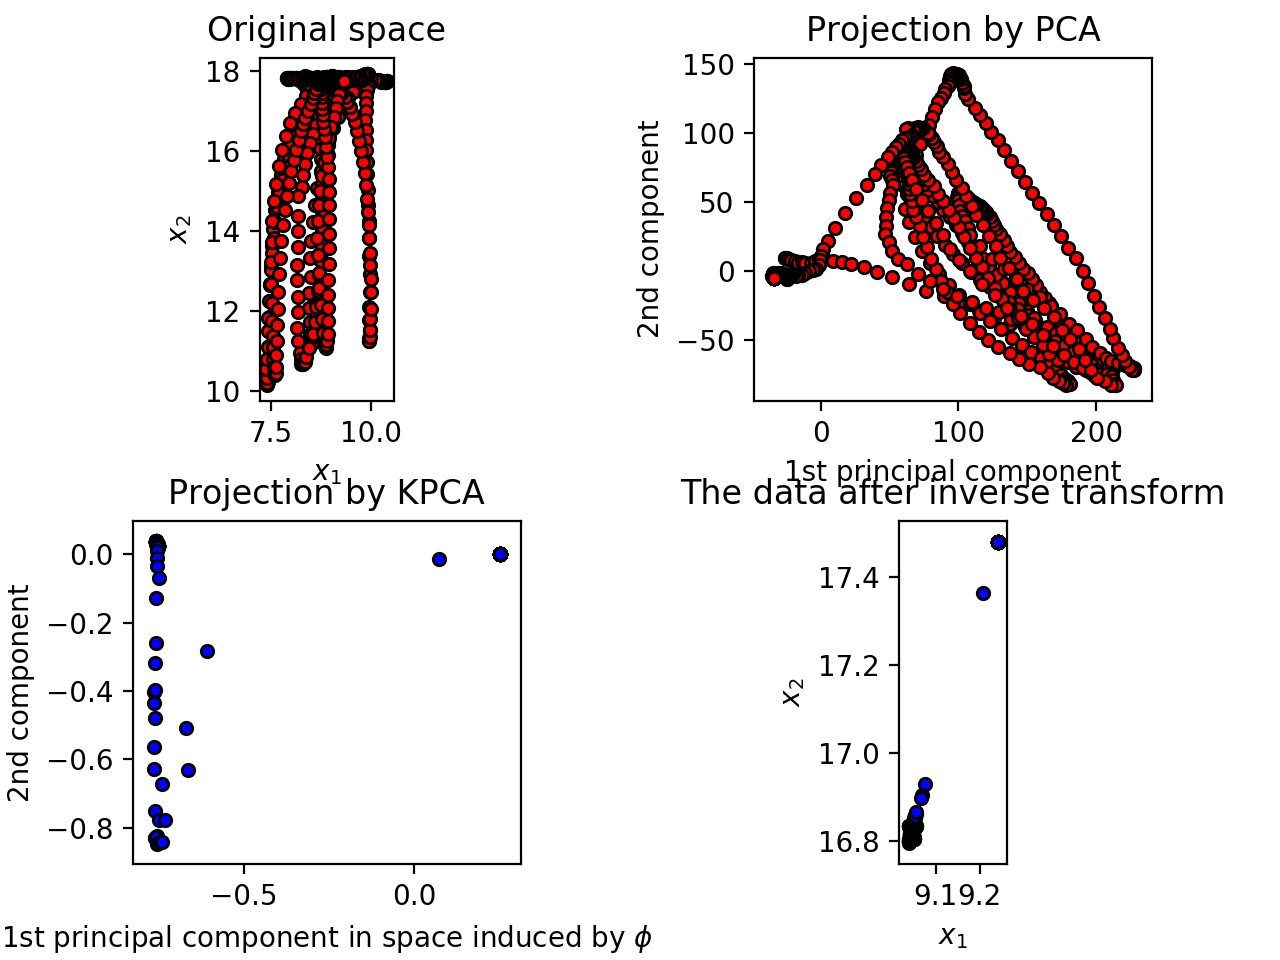 Original space
18
16
14
12
10
x₂
7.5 10.0
x₁
Projection by PCA
150
100
50
0
−50
2nd component
0 100 200
1st principal component
Projection by KPCA
0.0
−0.2
−0.4
−0.6
−0.8
2nd component
−0.5 0.0
1st principal component in space induced by ϕ
The data after inverse transform
17.4
17.2
17.0
16.8
x₂
9.1 9.2
x₁